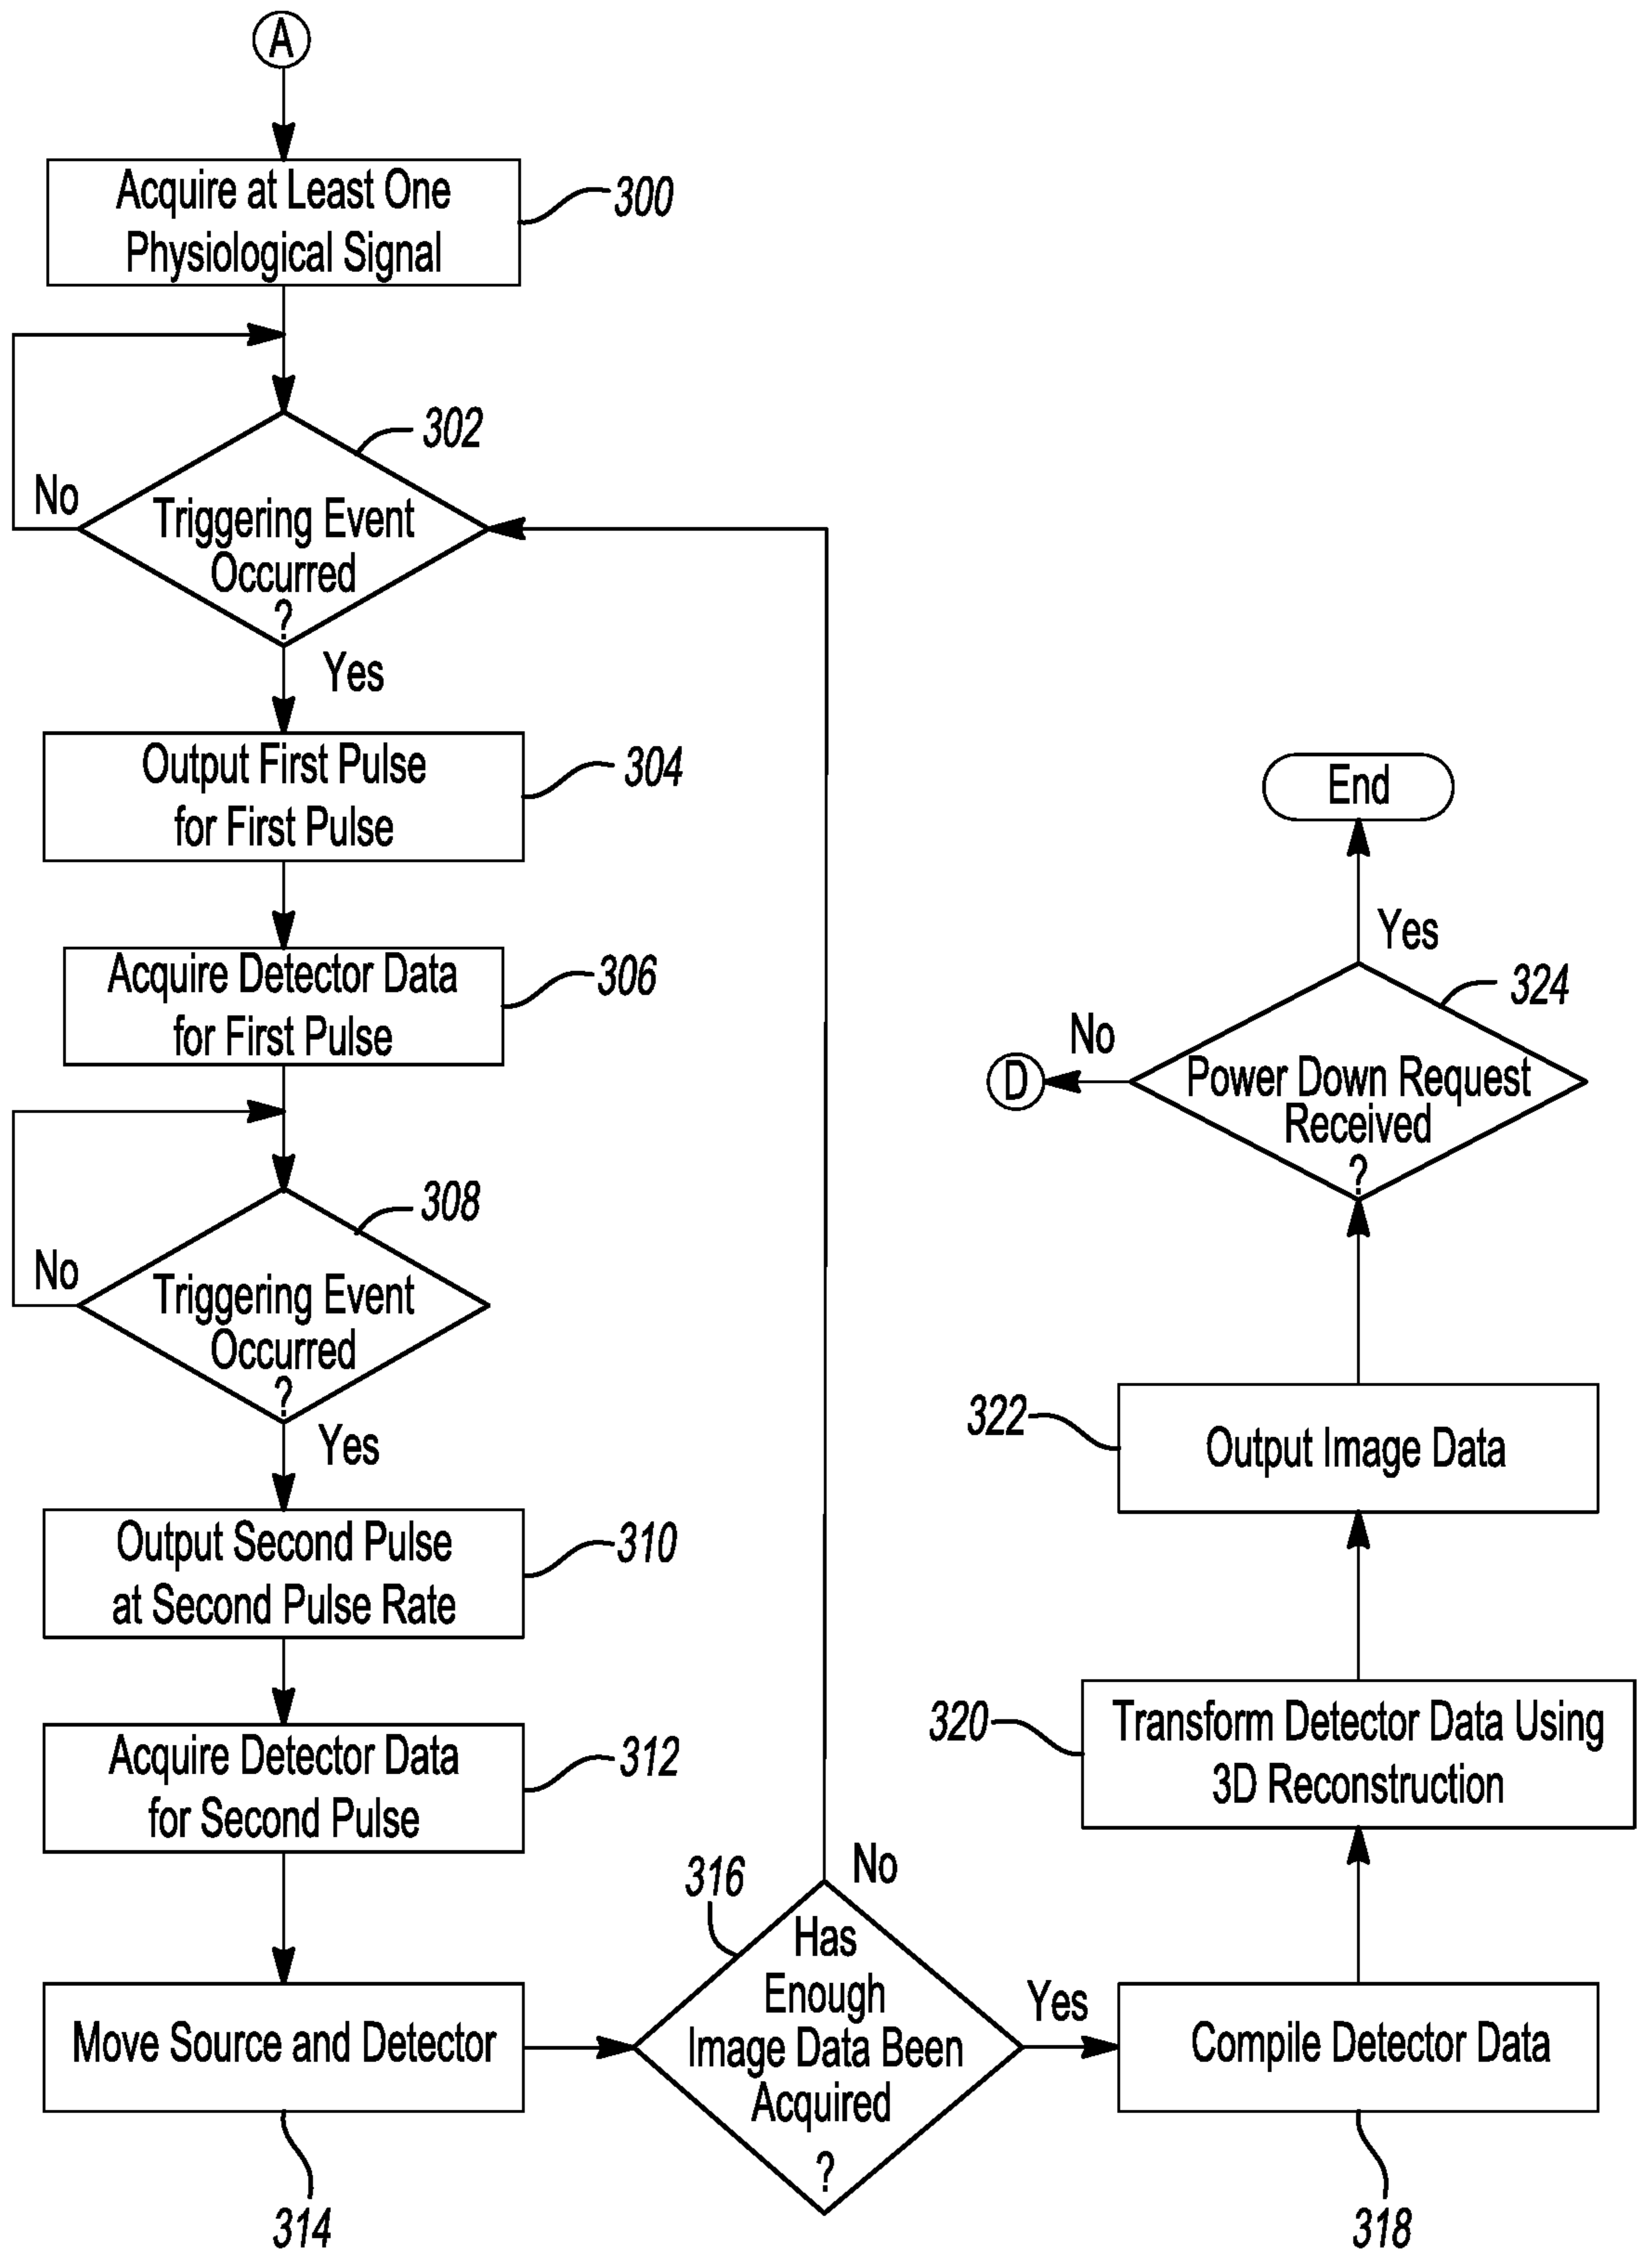 A
Acquire at Least One
Physiological Signal
300
302
No
Triggering Event
Occurred
?
Yes
Output First Pulse
for First Pulse
304
Acquire Detector Data
for First Pulse
306
308
No
Triggering Event
Occurred
?
Yes
Output Second Pulse
at Second Pulse Rate
310
Acquire Detector Data
for Second Pulse
312
Move Source and Detector
314
316
No
Has
Enough
Image Data Been
Acquired
?
Yes
Compile Detector Data
318
320
Transform Detector Data Using
3D Reconstruction
322
Output Image Data
324
Power Down Request
Received
?
No
D
Yes
End